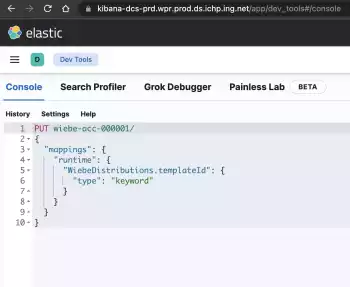 kibana-dcs-prd.wpr.prod.ds.ichp.ing.net/app/dev_tools#/console
elastic
D Dev Tools
Console Search Profiler Grok Debugger Painless Lab BETA
History Settings Help
1 PUT wiebe-acc-000001/
2 {
3 "mappings": {
4 "runtime": {
5 "WiebeDistributions.templateId": {
6 "type": "keyword"
7 }
8 }
9 }
10 }